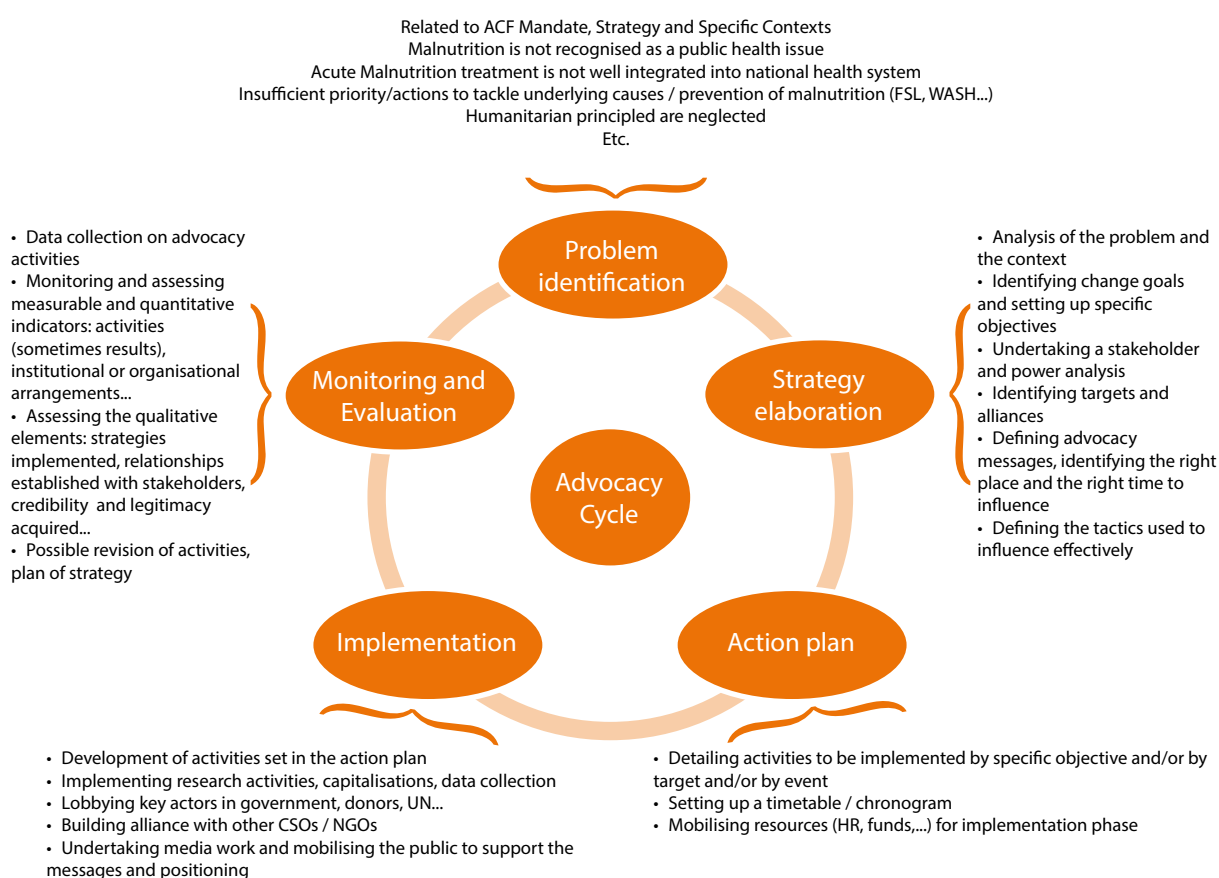 Related to ACF Mandate, Strategy and Specific Contexts
Malnutrition is not recognised as a public health issue
Acute Malnutrition treatment is not well integrated into national health system
Insufficient priority/actions to tackle underlying causes / prevention of malnutrition (FSL, WASH...)
Humanitarian principled are neglected
Etc.
Problem
identification
• Analysis of the problem and
the context
• Identifying change goals
and setting up specific
objectives
• Undertaking a stakeholder
and power analysis
• Identifying targets and
alliances
• Defining advocacy
messages, identifying the right
place and the right time to
influence
• Defining the tactics used to
influence effectively
Strategy
elaboration
• Data collection on advocacy
activities
• Monitoring and assessing
measurable and quantitative
indicators: activities
(sometimes results),
institutional or organisational
arrangements...
• Assessing the qualitative
elements: strategies
implemented, relationships
established with stakeholders,
credibility and legitimacy
acquired...
• Possible revision of activities,
plan of strategy
Monitoring and
Evaluation
Advocacy
Cycle
Implementation
Action plan
• Development of activities set in the action plan
• Implementing research activities, capitalisations, data collection
• Lobbying key actors in government, donors, UN...
• Building alliance with other CSOs / NGOs
• Undertaking media work and mobilising the public to support the
messages and positioning
• Detailing activities to be implemented by specific objective and/or by
target and/or by event
• Setting up a timetable / chronogram
• Mobilising resources (HR, funds,...) for implementation phase